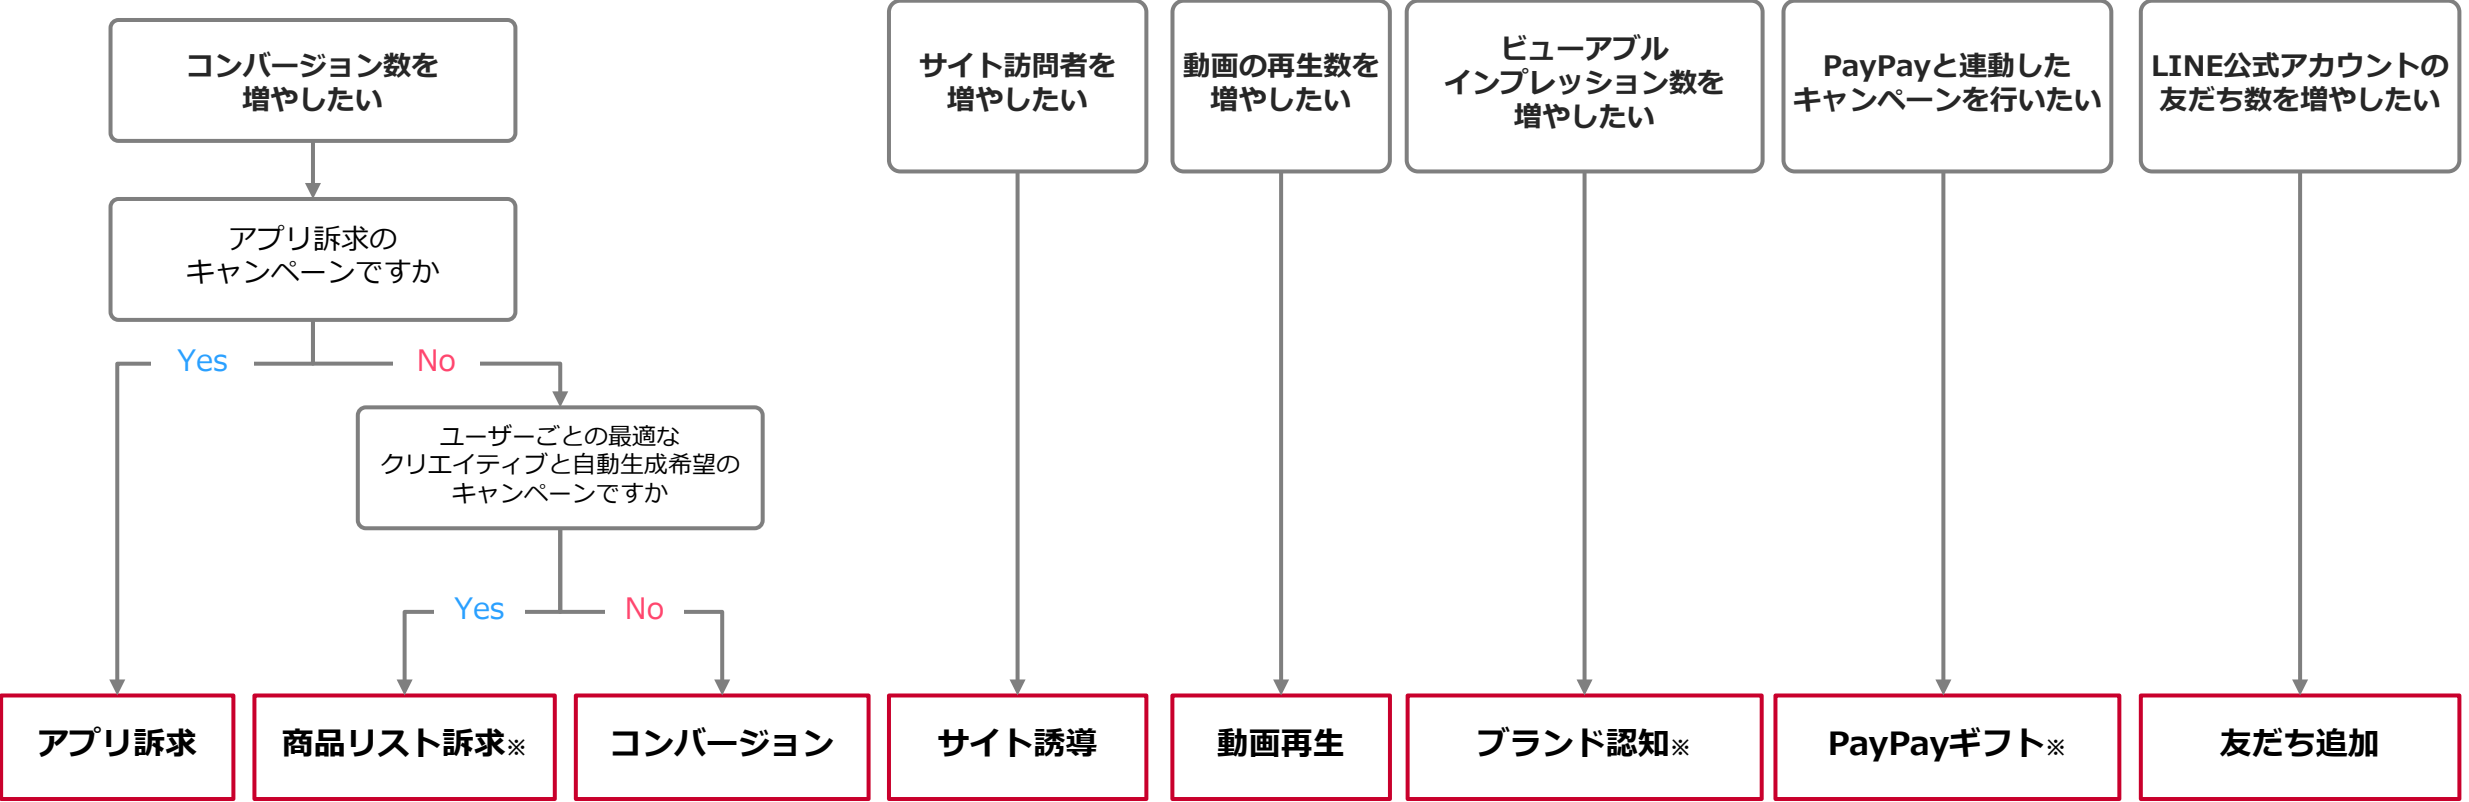 コンバージョン数を
増やしたい
サイト訪問者を
増やしたい
動画の再生数を
増やしたい
ビューアブル
インプレッション数を
増やしたい
PayPayと連動した
キャンペーンを行いたい
LINE公式アカウントの
友だち数を増やしたい
アプリ訴求の
キャンペーンですか
Yes
No
ユーザーごとの最適な
クリエイティブと自動生成希望の
キャンペーンですか
Yes
No
アプリ訴求
商品リスト訴求※
コンバージョン
サイト誘導
動画再生
ブランド認知※
PayPayギフト※
友だち追加